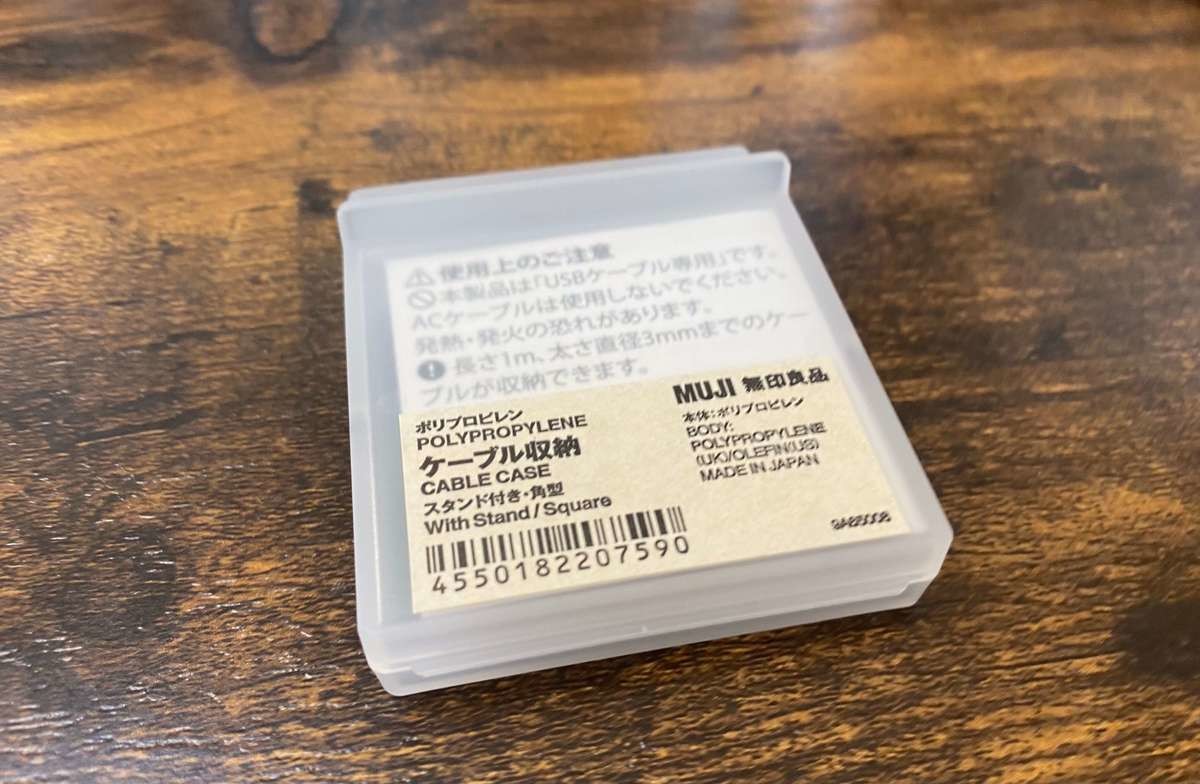 ⚠使用上のご注意
🚫本製品は「USBケーブル専用」です。
ACケーブルは使用しないでください。
発熱・発火の恐れがあります。
❗長さ1m、太さ直径3mmまでのケー
ブルが収納できます。
ポリプロピレン
POLYPROPYLENE
ケーブル収納
CABLE CASE
スタンド付き・角型
With Stand / Square
4550182207590
MUJI 無印良品
本体:ポリプロピレン
BODY:
POLYPROPYLENE
(UK)/OLEFIN(US)
MADE IN JAPAN
9A85008